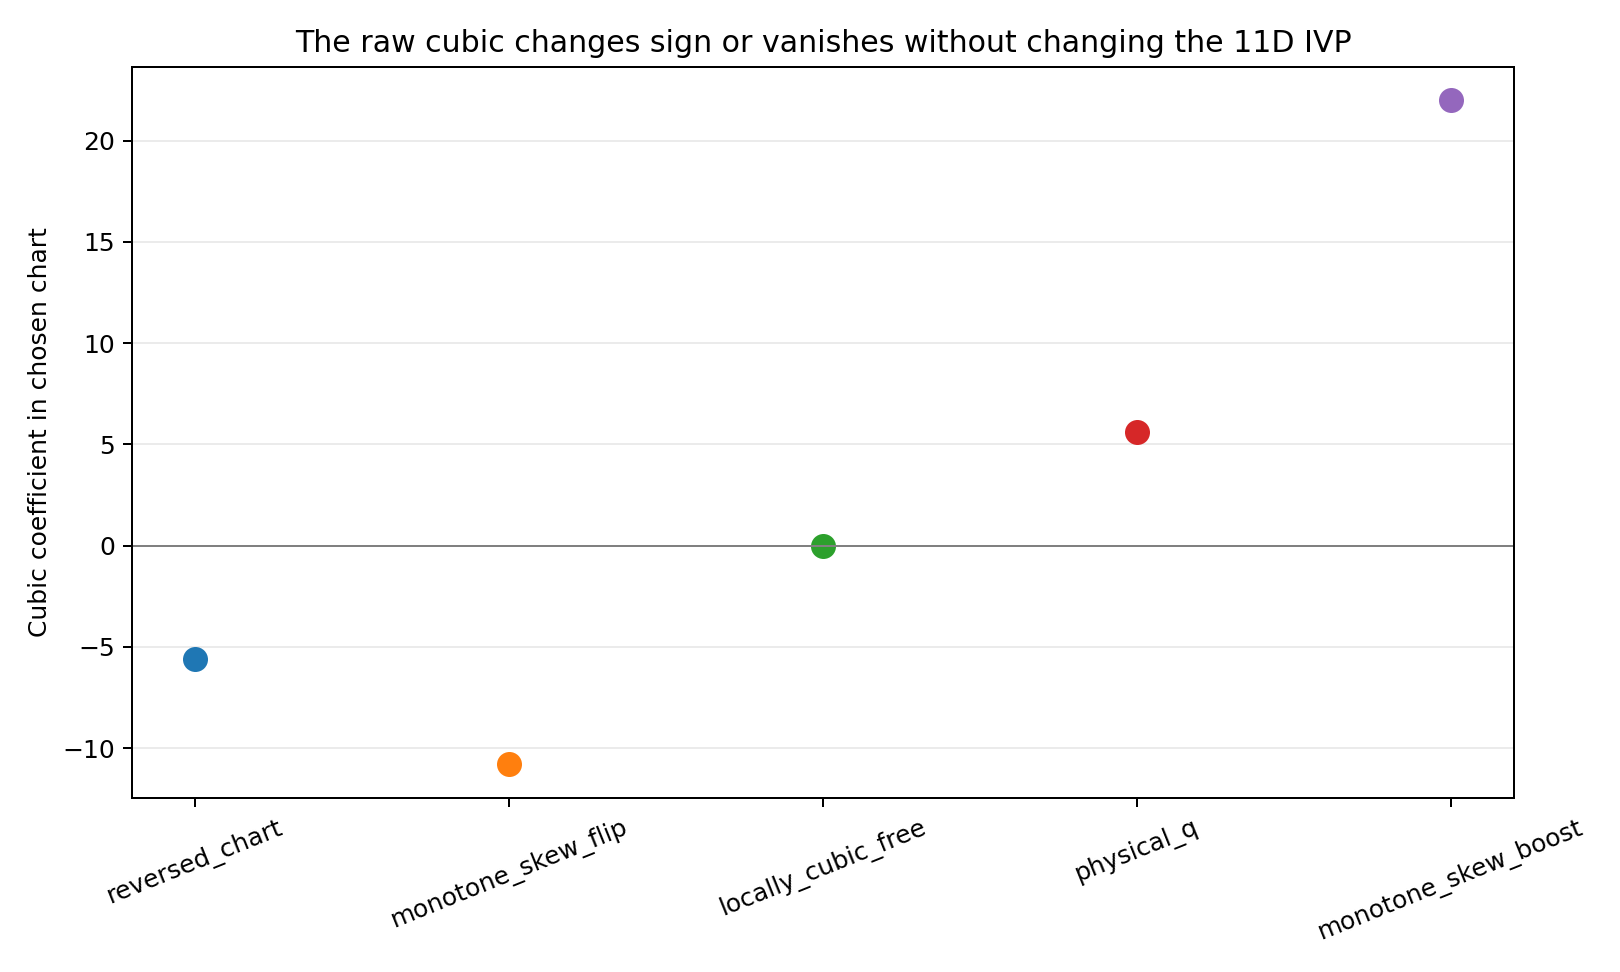 The raw cubic changes sign or vanishes without changing the 11D IVP
Cubic coefficient in chosen chart
20
15
10
5
0
−5
−10
reversed_chart
monotone_skew_flip
locally_cubic_free
physical_q
monotone_skew_boost